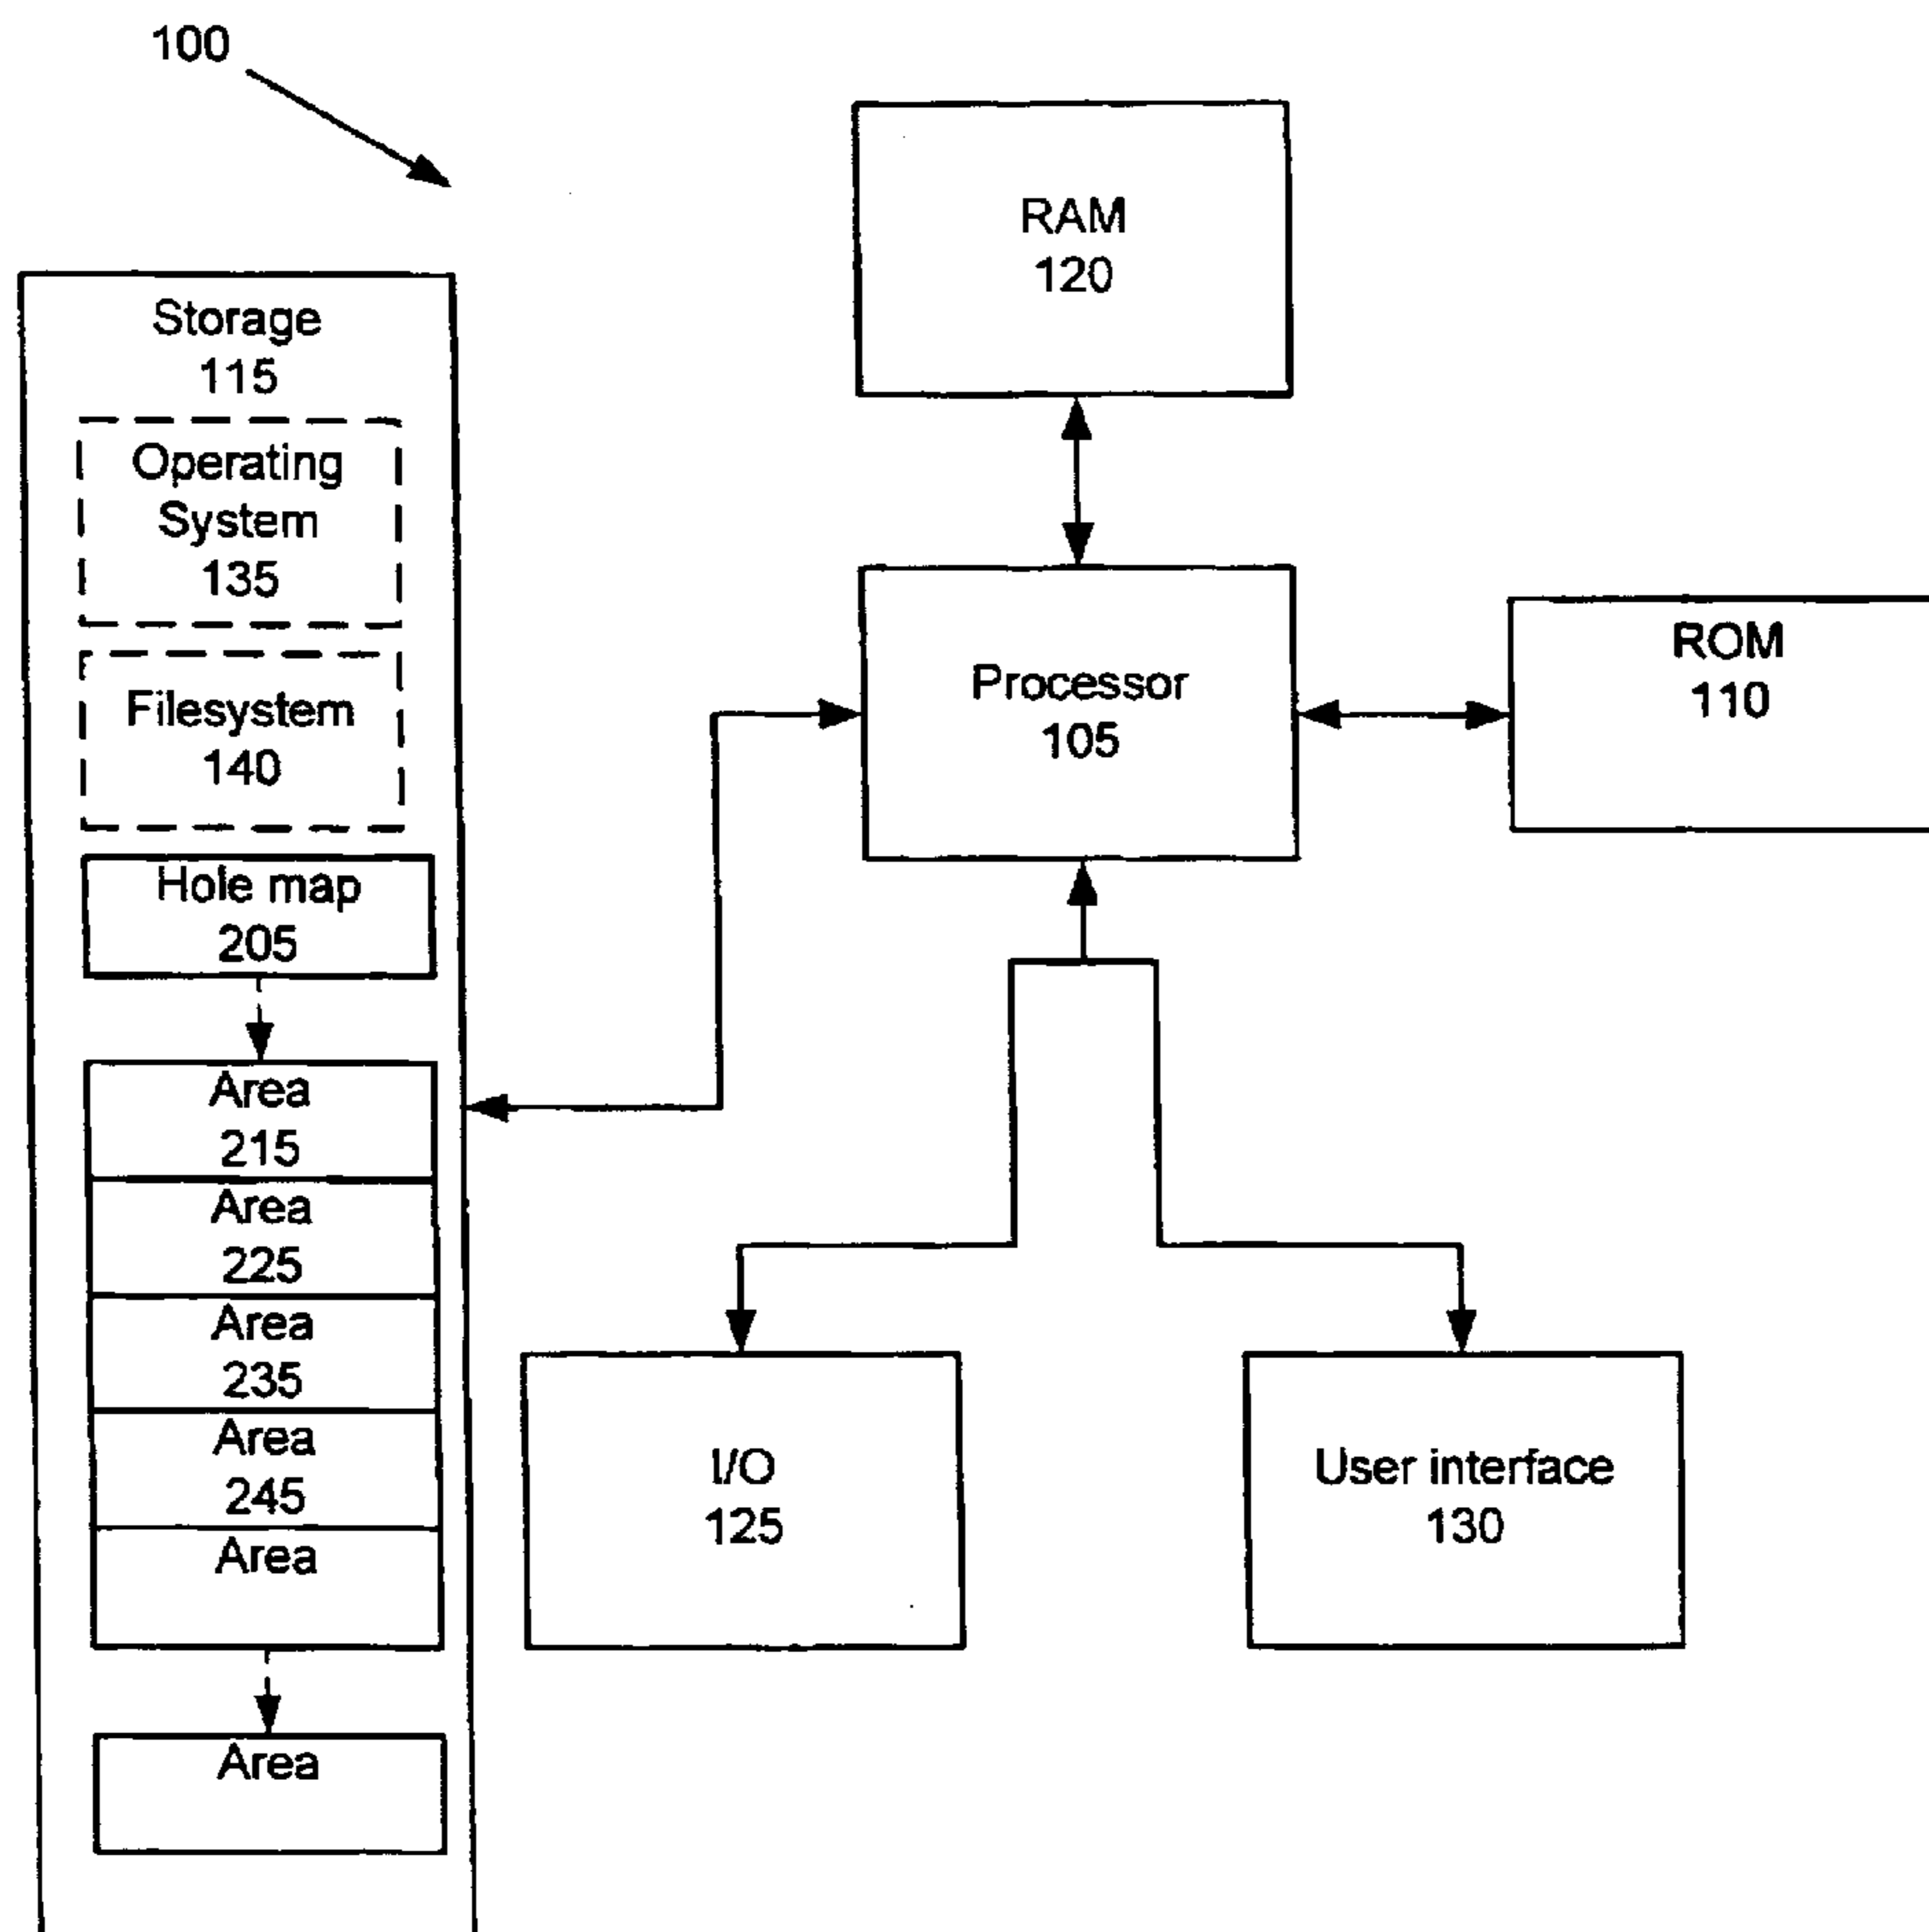 100
RAM
120
Storage
115
Operating
System
135
Filesystem
140
Hole map
205
Area
215
Area
225
Area
235
Area
245
Area
Area
Processor
105
ROM
110
I/O
125
User interface
130